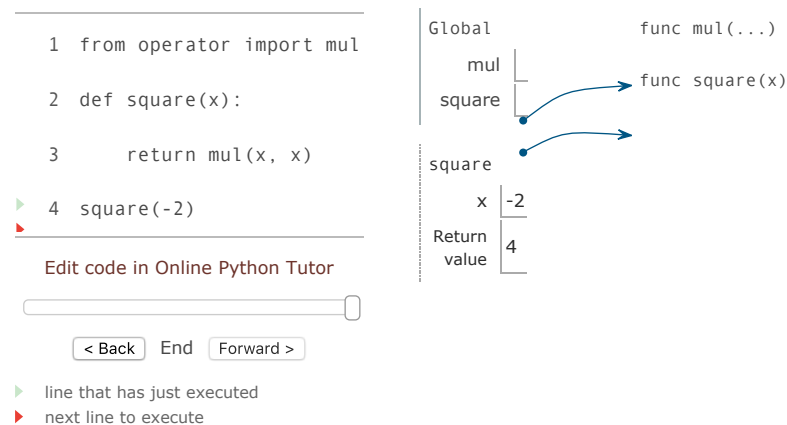 1 from operator import mul
2 def square(x):
3     return mul(x, x)
4 square(-2)
Edit code in Online Python Tutor
< Back End Forward >
line that has just executed
next line to execute
Global
mul
square
func mul(...)
func square(x)
square
x -2
Return
value 4